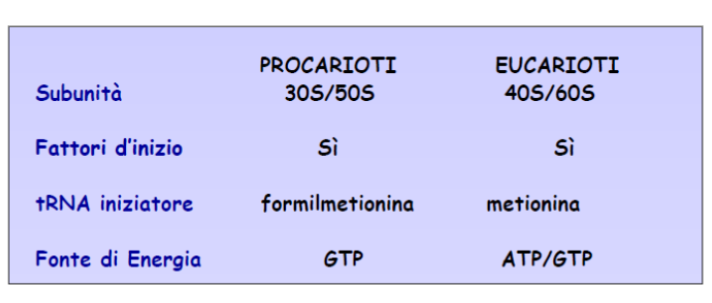 PROCARIOTI EUCARIOTI
Subunità 30S/50S 40S/60S
Fattori d'inizio Sì Sì
tRNA iniziatore formilmetionina metionina
Fonte di Energia GTP ATP/GTP